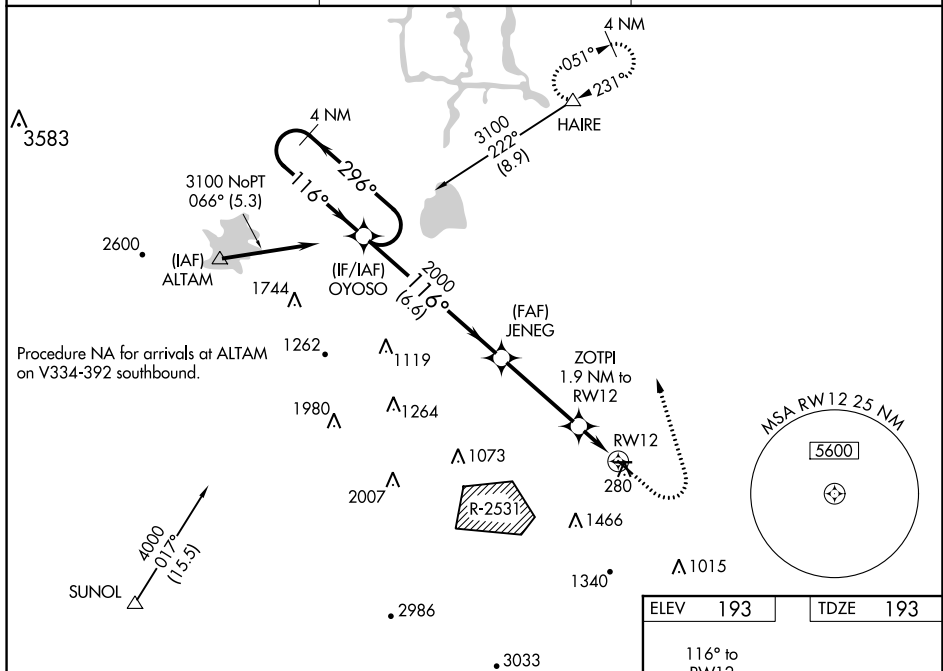 4 NM
051°
231°
HAIRE
3100
222°
(8.9)
3583
4 NM
296°
116°
3100 NoPT
066° (5.3)
2600
(IAF)
ALTAM
(IF/IAF)
OYOSO
2000
116°
(6.6)
1744
(FAF)
JENEG
Procedure NA for arrivals at ALTAM
on V334-392 southbound.
1262
1119
ZOTPI
1.9 NM to
RW12
1980
1264
RW12
280
MSA RW12 25 NM
5600
1073
2007
R-2531
1466
4000
017°
(15.5)
SUNOL
1340
1015
2986
3033
ELEV 193
TDZE 193
116° to
RW12